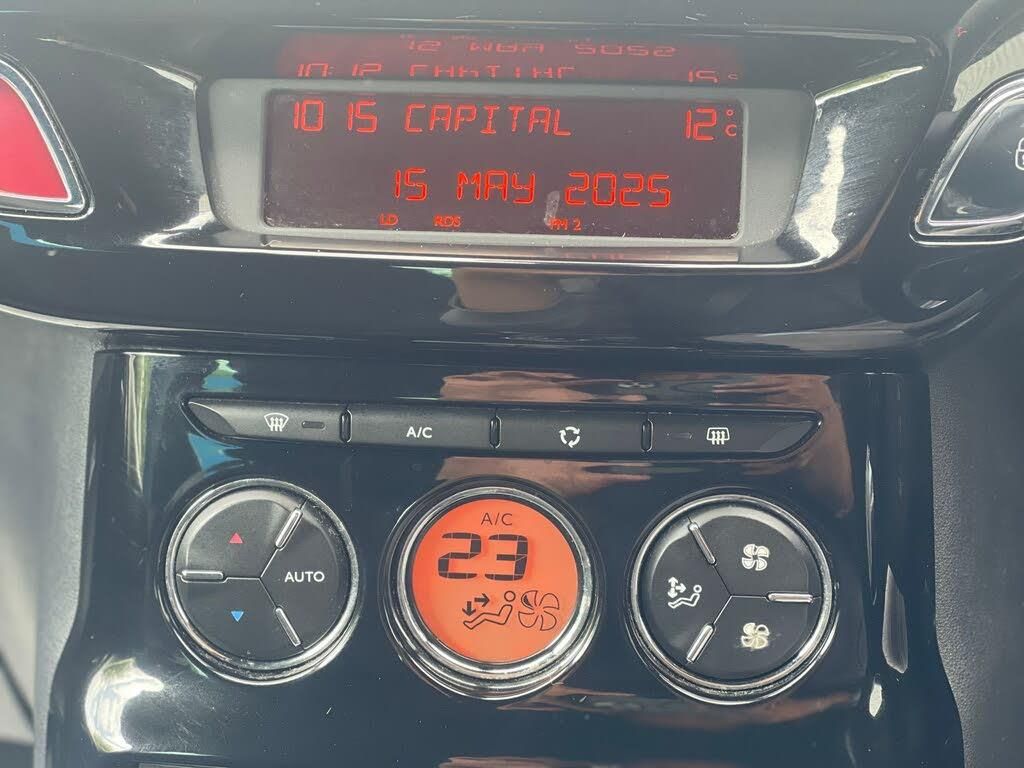 10 15 CAPITAL 12 °C
15 MAY 2025
LD RDS FM 2
A/C
A/C
23
AUTO